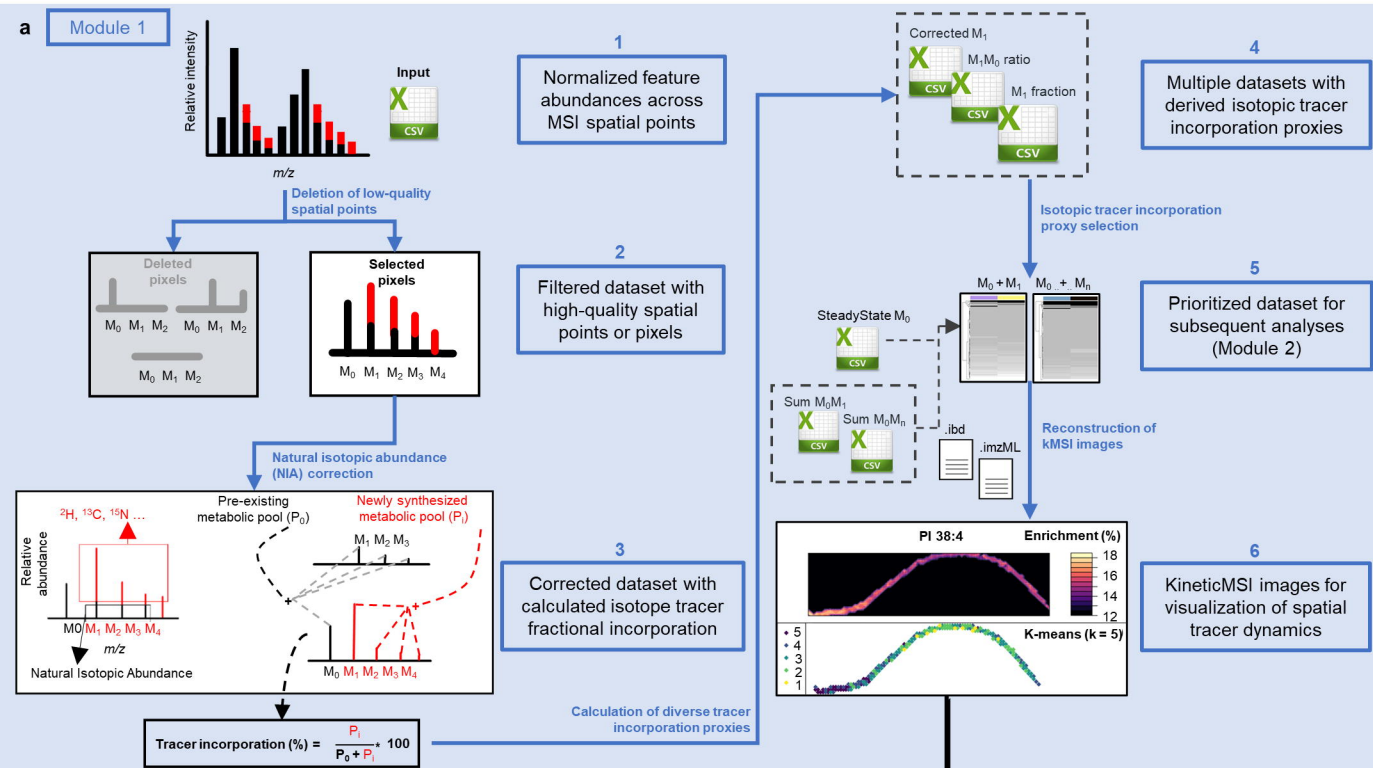 a
Module 1
Relative intensity
m/z
Input
X
CSV
1
Normalized feature
abundances across
MSI spatial points
Deletion of low-quality
spatial points
Deleted
pixels
M₀ M₁ M₂
M₀ M₁ M₂
M₀ M₁ M₂
Selected
pixels
M₀ M₁ M₂ M₃ M₄
2
Filtered dataset with
high-quality spatial
points or pixels
Natural isotopic abundance
(NIA) correction
²H, ¹³C, ¹⁵N ...
Relative
abundance
M0 M₁ M₂ M₃ M₄
m/z
Natural Isotopic Abundance
Pre-existing
metabolic pool (P₀)
Newly synthesized
metabolic pool (Pᵢ)
M₁ M₂ M₃
+
+
M₀ M₁ M₂ M₃ M₄
3
Corrected dataset with
calculated isotope tracer
fractional incorporation
Tracer incorporation (%) = Pᵢ / P₀ + Pᵢ * 100
Calculation of diverse tracer
incorporation proxies
Corrected M₁
X
M₁M₀ ratio
X
M₁ fraction
X
CSV
CSV
CSV
4
Multiple datasets with
derived isotopic tracer
incorporation proxies
Isotopic tracer incorporation
proxy selection
M₀ + M₁
M₀ .. + .. Mₙ
SteadyState M₀
X
CSV
Sum M₀M₁
X
CSV
Sum M₀Mₙ
X
CSV
5
Prioritized dataset for
subsequent analyses
(Module 2)
.ibd
.imzML
Reconstruction of
kMSI images
PI 38:4
Enrichment (%)
18
16
14
12
K-means (k = 5)
5
4
3
2
1
6
KineticMSI images for
visualization of spatial
tracer dynamics